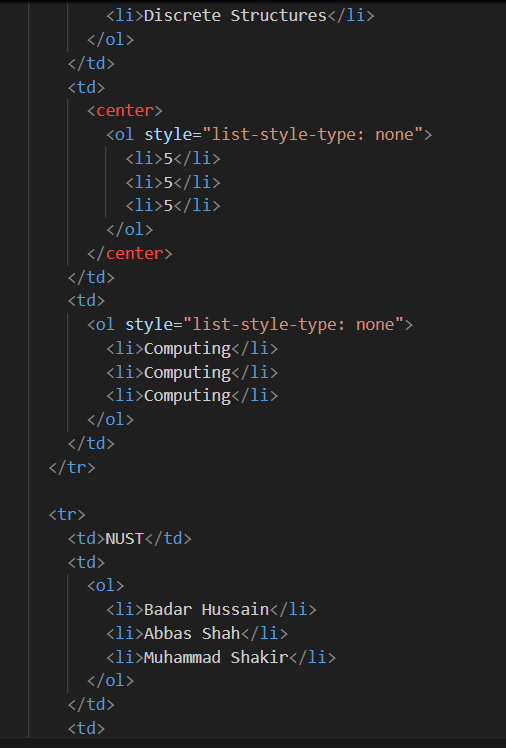 <li>Discrete Structures</li>
</ol>
</td>
<td>
<center>
<ol style="list-style-type: none">
<li>5</li>
<li>5</li>
<li>5</li>
</ol>
</center>
</td>
<td>
<ol style="list-style-type: none">
<li>Computing</li>
<li>Computing</li>
<li>Computing</li>
</ol>
</td>
</tr>
<tr>
<td>NUST</td>
<td>
<ol>
<li>Badar Hussain</li>
<li>Abbas Shah</li>
<li>Muhammad Shakir</li>
</ol>
</td>
<td>